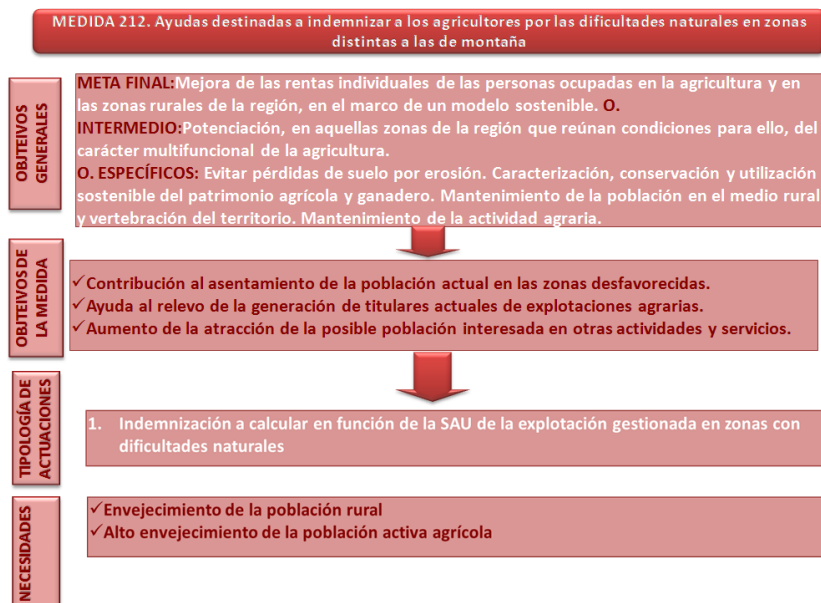 MEDIDA 212. Ayudas destinadas a indemnizar a los agricultores por las dificultades naturales en zonas
distintas a las de montaña
OBJTEIVOS
GENERALES
META FINAL:Mejora de las rentas individuales de las personas ocupadas en la agricultura y en
las zonas rurales de la región, en el marco de un modelo sostenible. O.
INTERMEDIO:Potenciación, en aquellas zonas de la región que reúnan condiciones para ello, del
carácter multifuncional de la agricultura.
O. ESPECÍFICOS: Evitar pérdidas de suelo por erosión. Caracterización, conservación y utilización
sostenible del patrimonio agrícola y ganadero. Mantenimiento de la población en el medio rural
y vertebración del territorio. Mantenimiento de la actividad agraria.
OBJTEIVOS DE
LA MEDIDA
✓Contribución al asentamiento de la población actual en las zonas desfavorecidas.
✓Ayuda al relevo de la generación de titulares actuales de explotaciones agrarias.
✓Aumento de la atracción de la posible población interesada en otras actividades y servicios.
TIPOLOGÍA DE
ACTUACIONES
1. Indemnización a calcular en función de la SAU de la explotación gestionada en zonas con
dificultades naturales
NECESIDADES
✓Envejecimiento de la población rural
✓Alto envejecimiento de la población activa agrícola